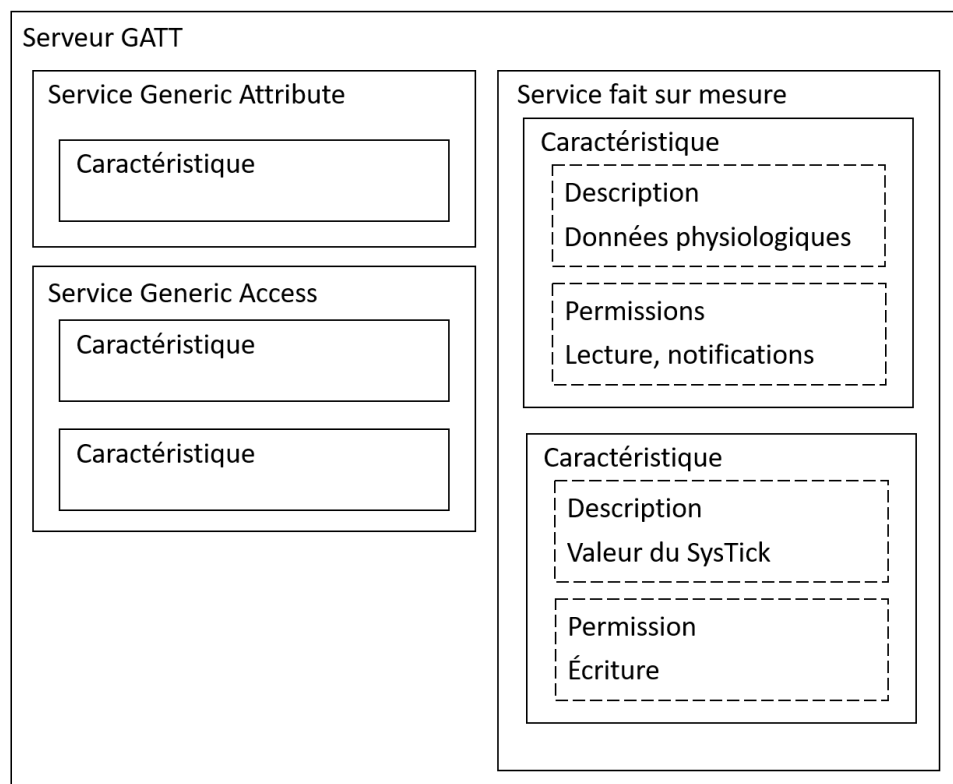 Serveur GATT
Service Generic Attribute
Caractéristique
Service Generic Access
Caractéristique
Caractéristique
Service fait sur mesure
Caractéristique
Description
Données physiologiques
Permissions
Lecture, notifications
Caractéristique
Description
Valeur du SysTick
Permission
Écriture